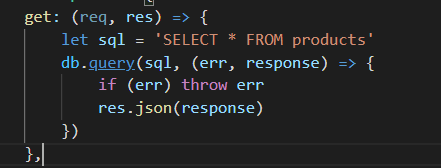 get: (req, res) => {
let sql = 'SELECT * FROM products'
db.query(sql, (err, response) => {
if (err) throw err
res.json(response)
})
},